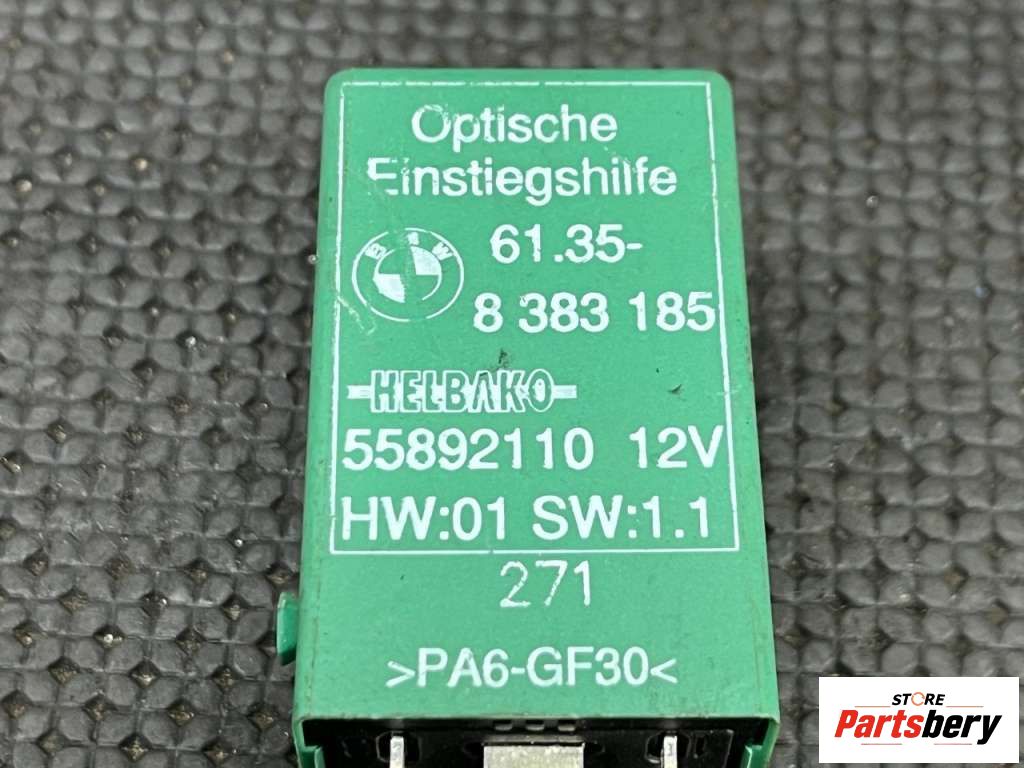 Optische
Einstiegshilfe
BMW
61.35-
8 383 185
HELBAKO
55892110 12V
HW:01 SW:1.1
271
>PA6-GF30<
STORE
Partsbery